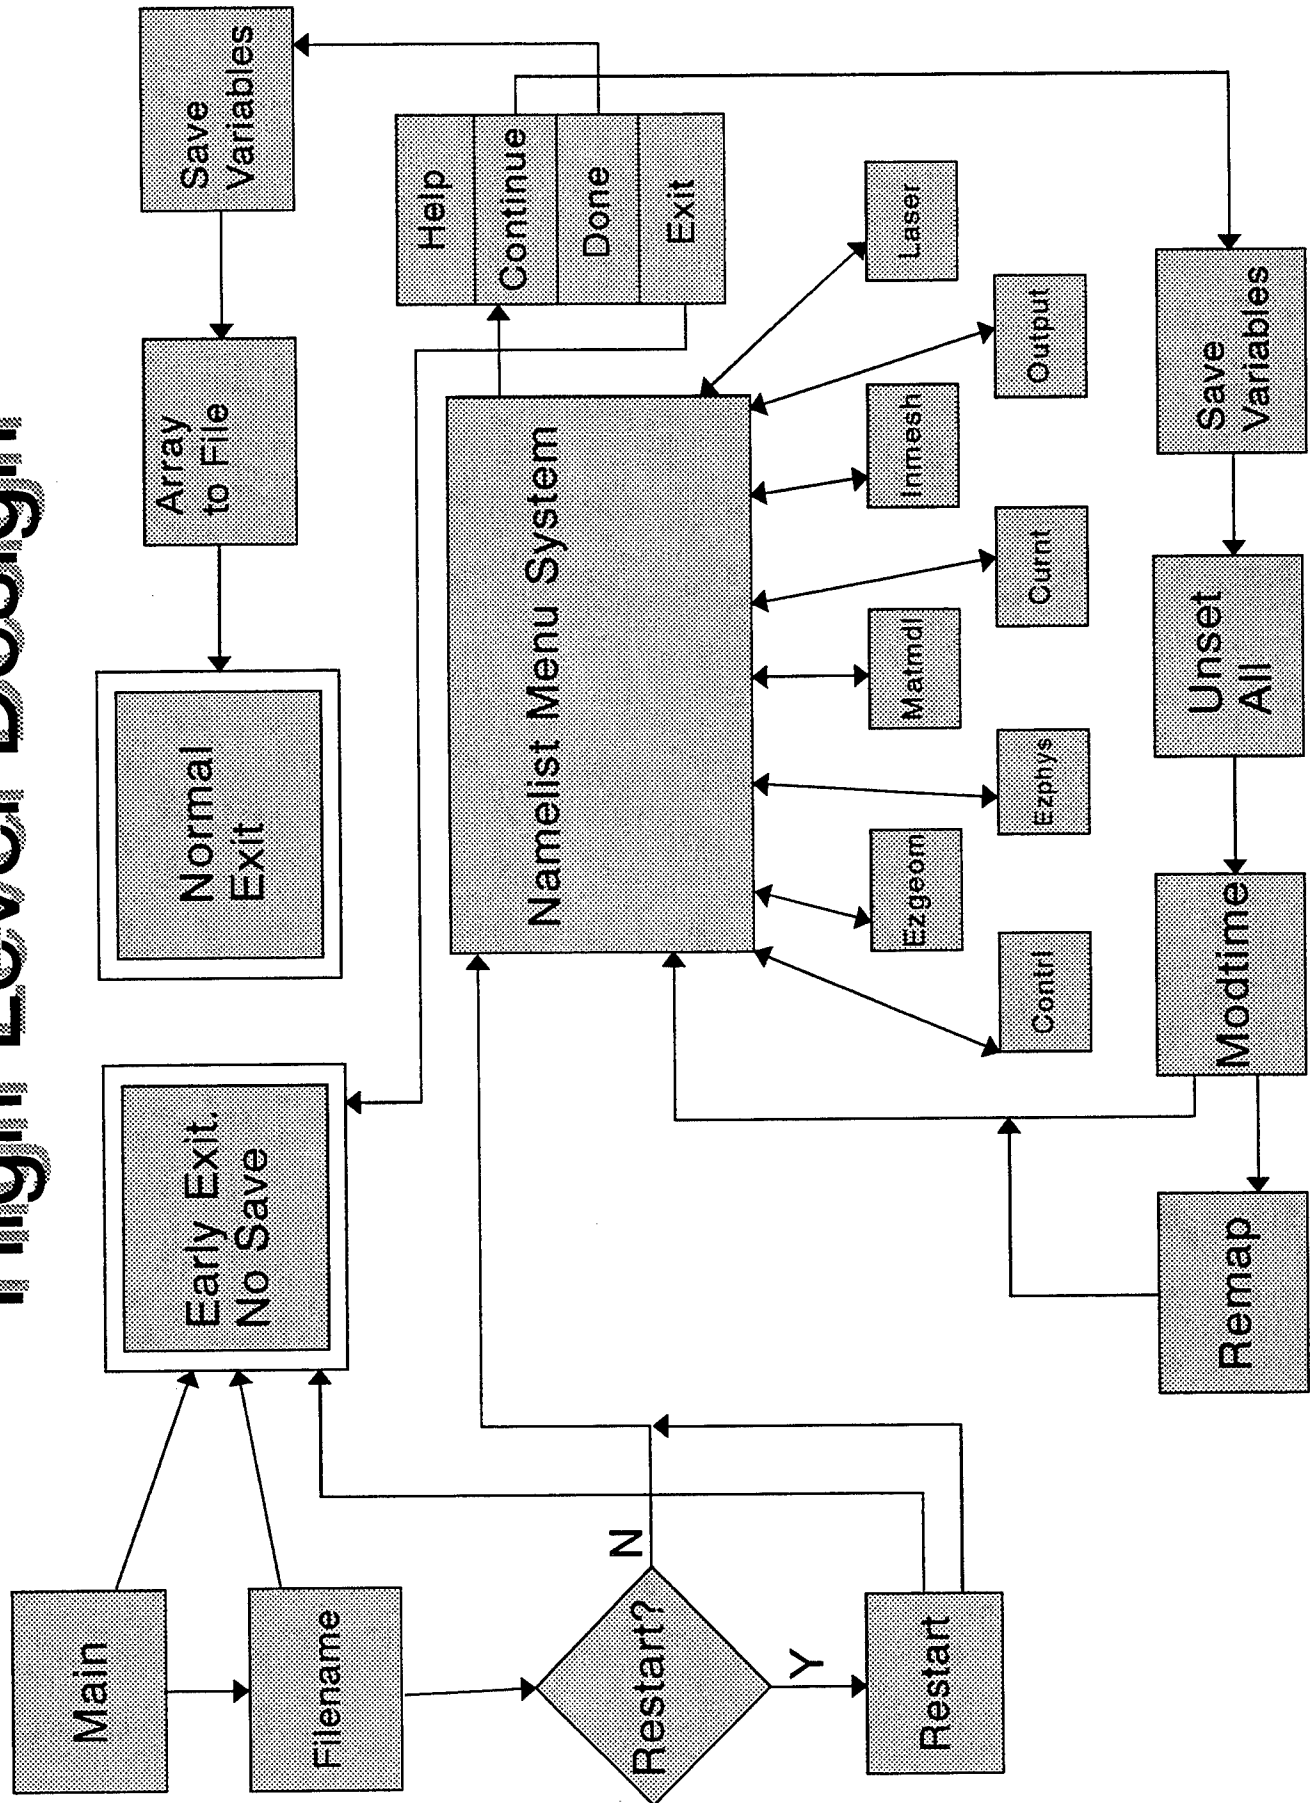 High Level Design
Main
Early Exit.
No Save
Normal
Exit
Array
to File
Save
Variables
Filename
Restart?
N
Y
Restart
Namelist Menu System
Help
Continue
Done
Exit
Contrl
Ezgeom
Ezphys
Matmdl
Curnt
Inmesh
Output
Laser
Remap
Modtime
Unset
All
Save
Variables